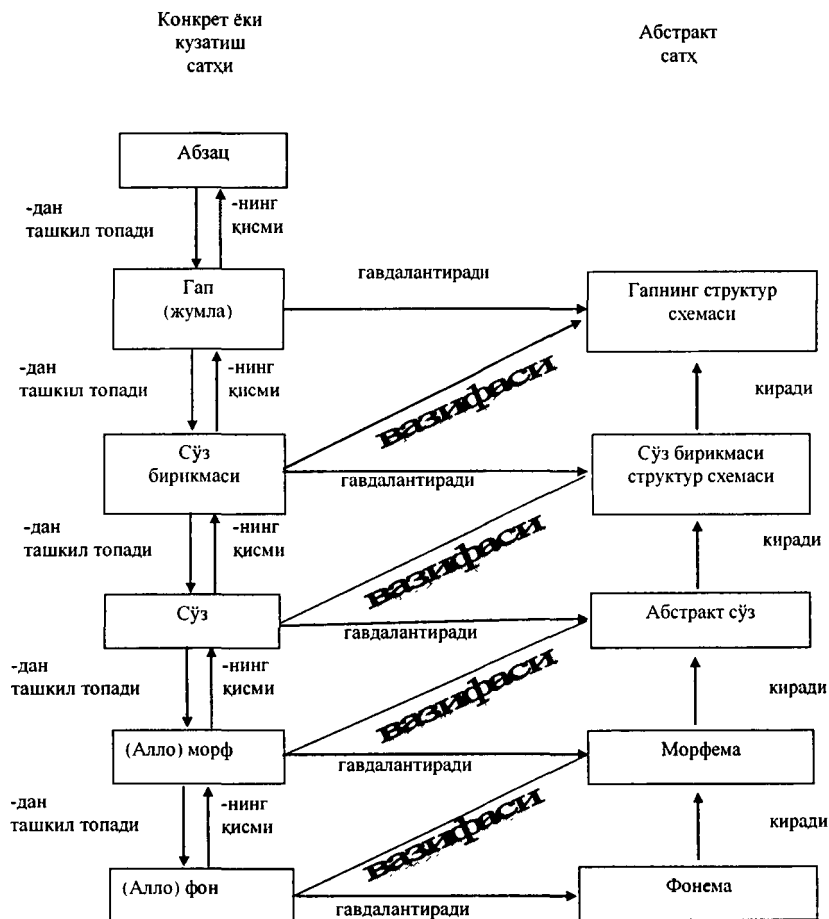 Конкрет ёки
кузатиш
сатҳи
Абстракт
сатҳ
Абзац
-дан
ташкил топади
-нинг
қисми
Гап
(жумла)
гавдалантиради
Гапнинг структур
схемаси
-дан
ташкил топади
-нинг
қисми
вазифаси
киради
Сўз
бирикмаси
гавдалантиради
Сўз бирикмаси
структур схемаси
-дан
ташкил топади
-нинг
қисми
вазифаси
киради
Сўз
гавдалантиради
Абстракт сўз
-дан
ташкил топади
-нинг
қисми
вазифаси
киради
(Алло) морф
гавдалантиради
Морфема
-дан
ташкил топади
-нинг
қисми
вазифаси
киради
(Алло) фон
гавдалантиради
Фонема